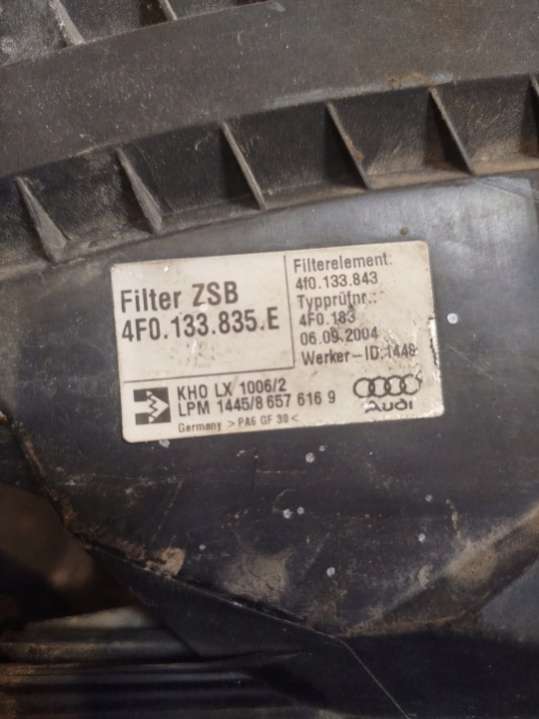 Filter ZSB
4F0.133.835.E
Filterelement:
4f0.133.843
Typprüfnr.:
4F0.183
06.09.2004
Werker-ID:1448
KHO LX 1006/2
LPM 1445/8 657 616 9
Germany > PA6 GF 30 <
Audi